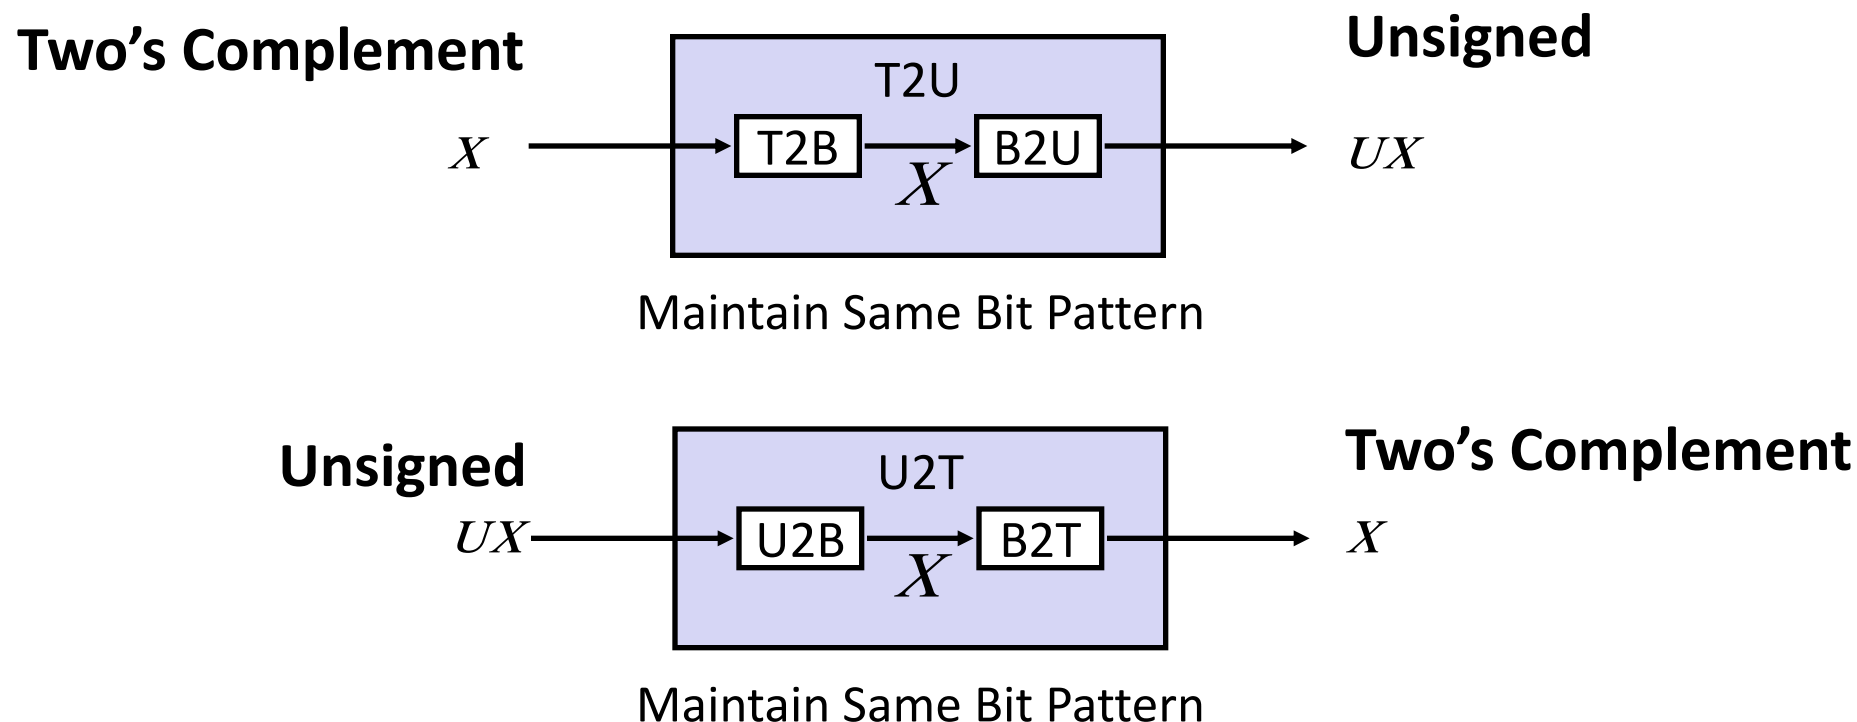 Two’s Complement
Unsigned
T2U
X
T2B
B2U
UX
X
Maintain Same Bit Pattern
Unsigned
Two’s Complement
U2T
UX
U2B
B2T
X
X
Maintain Same Bit Pattern